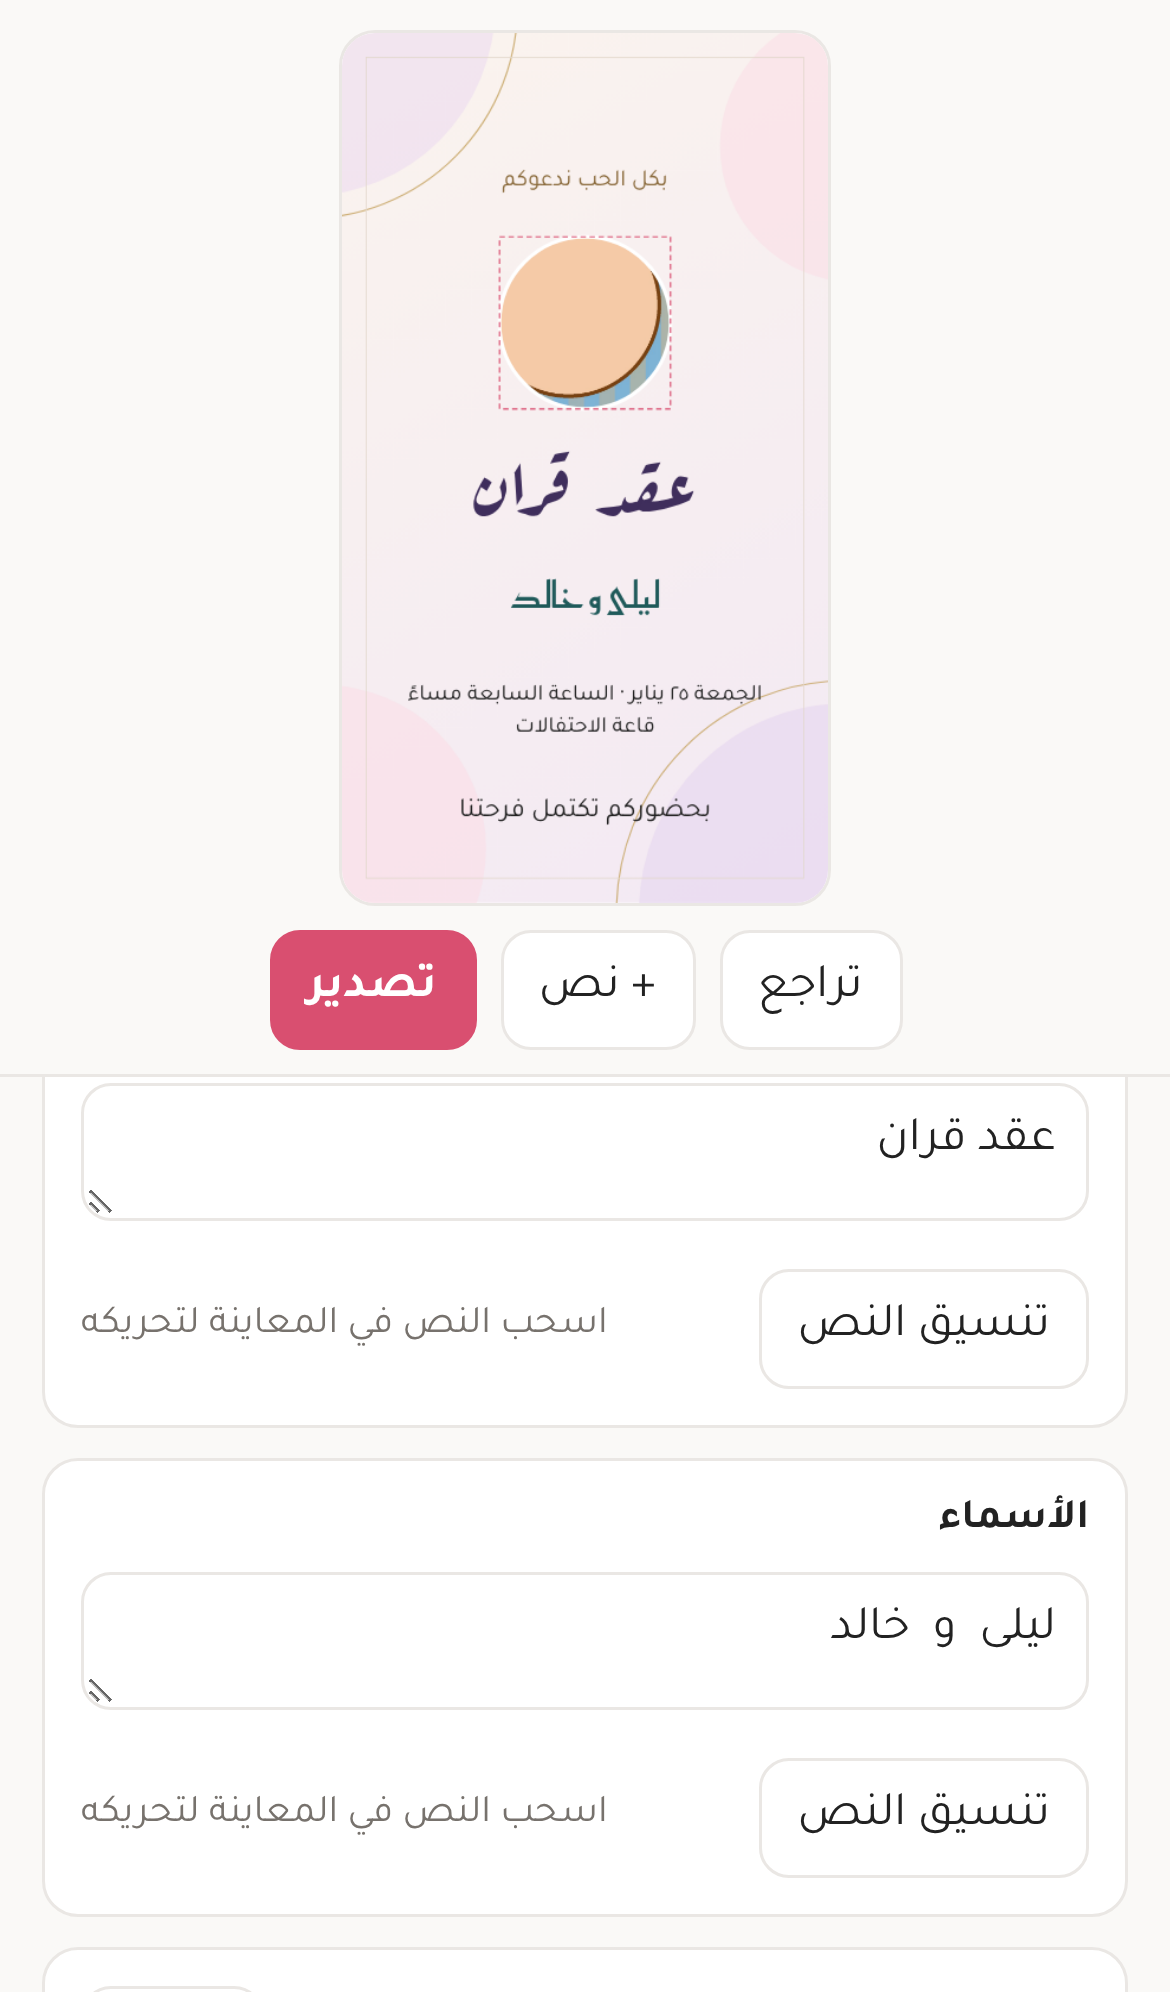 بكل الحب ندعوكم
عقد قران
ليلى و خالد
الجمعة ٢٥ يناير · الساعة السابعة مساءً
قاعة الاحتفالات
بحضوركم تكتمل فرحتنا
تراجع
+ نص
تصدير
عقد قران
تنسيق النص
اسحب النص في المعاينة لتحريكه
الأسماء
ليلى و خالد
تنسيق النص
اسحب النص في المعاينة لتحريكه